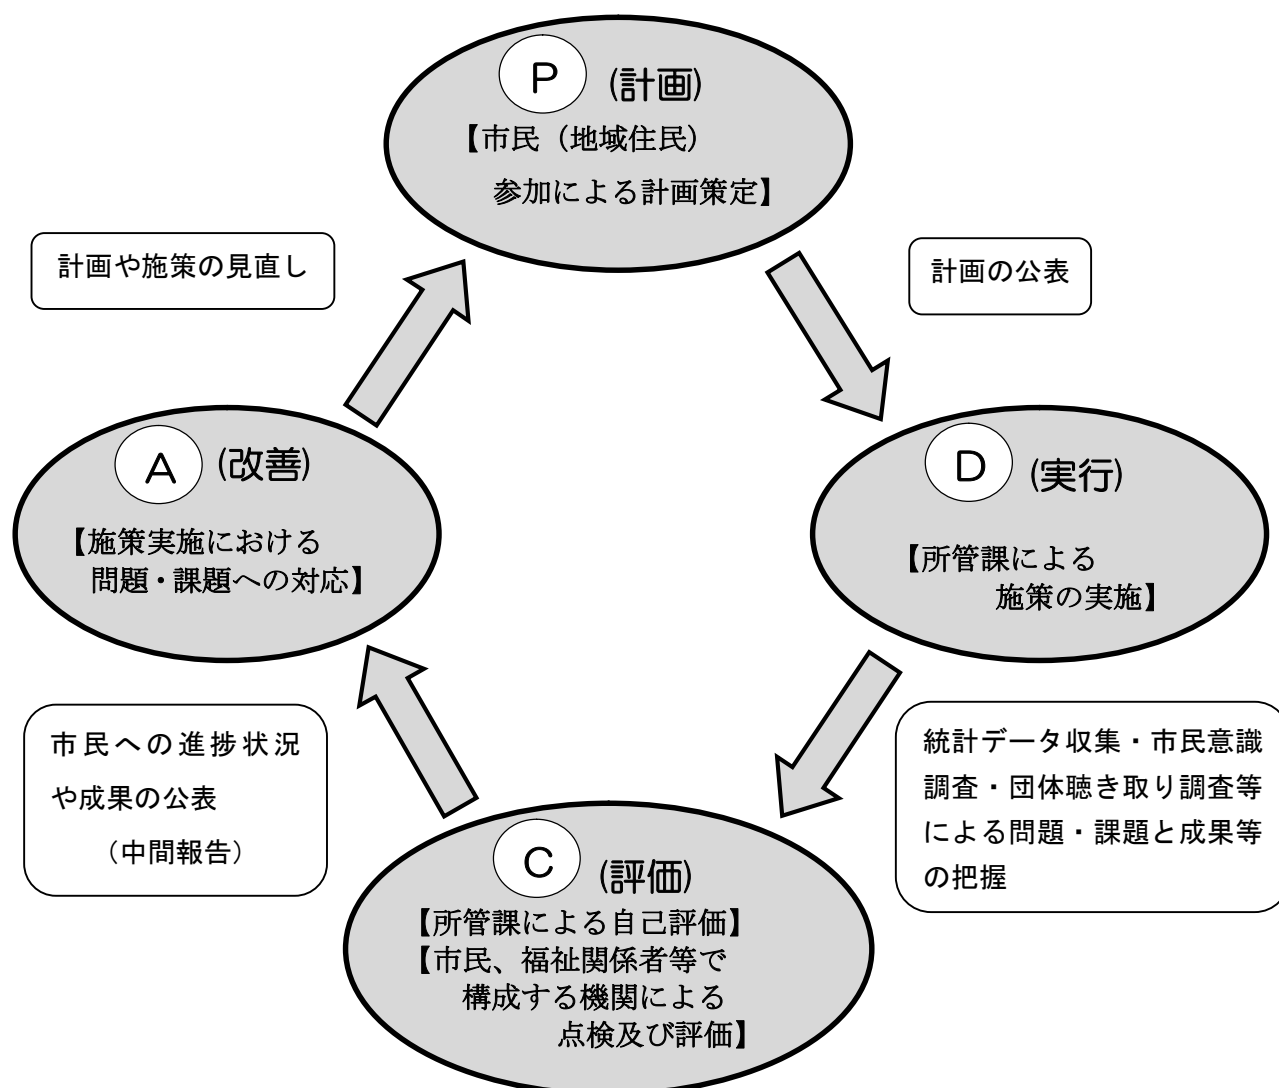 P (計画)
【市民（地域住民）
参加による計画策定】
計画や施策の見直し
計画の公表
A (改善)
【施策実施における
問題・課題への対応】
D (実行)
【所管課による
施策の実施】
市民への進捗状況
や成果の公表
（中間報告）
統計データ収集・市民意識
調査・団体聴き取り調査等
による問題・課題と成果等
の把握
C (評価)
【所管課による自己評価】
【市民、福祉関係者等で
構成する機関による
点検及び評価】